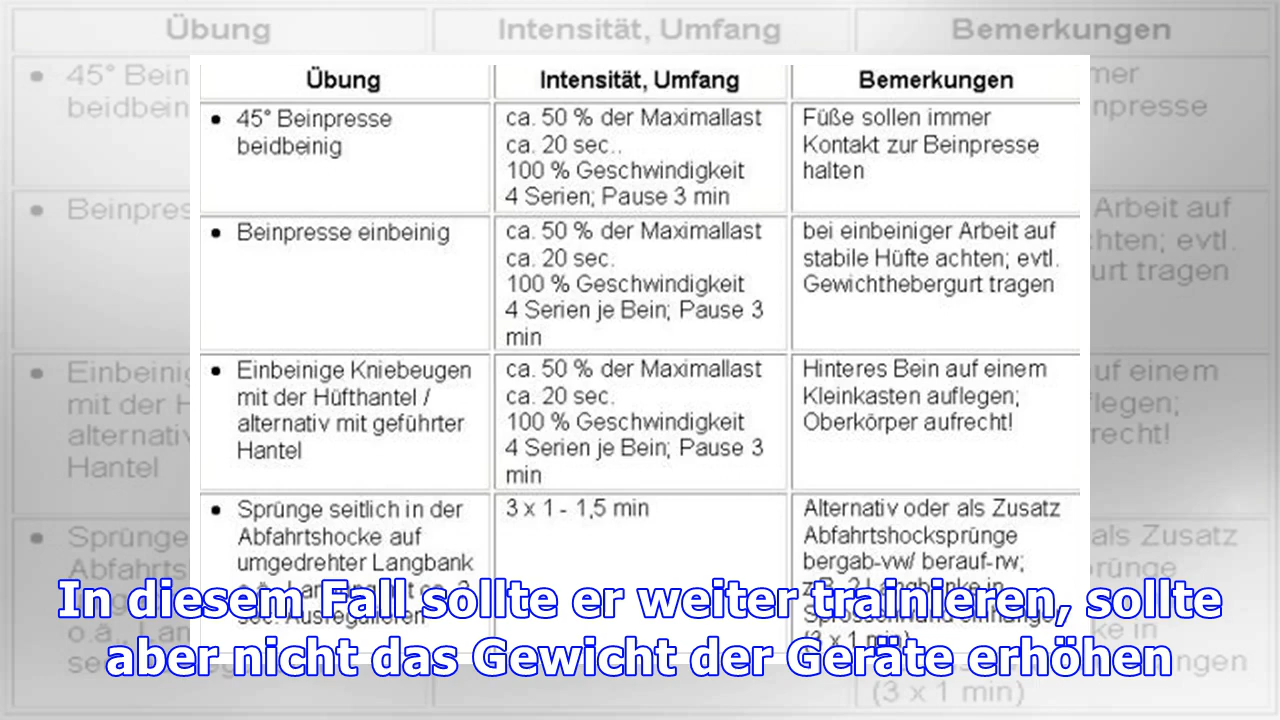 Übung
Intensität, Umfang
Bemerkungen
45° Beinpresse
beidbeinig
ca. 50 % der Maximallast
ca. 20 sec..
100 % Geschwindigkeit
4 Serien; Pause 3 min
Füße sollen immer
Kontakt zur Beinpresse
halten
Beinpresse einbeinig
ca. 50 % der Maximallast
ca. 20 sec.
100 % Geschwindigkeit
4 Serien je Bein; Pause 3
min
bei einbeiniger Arbeit auf
stabile Hüfte achten; evtl.
Gewichthebergurt tragen
Einbeinige Kniebeugen
mit der Hüfthantel /
alternativ mit geführter
Hantel
ca. 50 % der Maximallast
ca. 20 sec.
100 % Geschwindigkeit
4 Serien je Bein; Pause 3
min
Hinteres Bein auf einem
Kleinkasten auflegen;
Oberkörper aufrecht!
Sprünge seitlich in der
Abfahrtshocke auf
umgedrehter Langbank
3 x 1 - 1,5 min
Alternativ oder als Zusatz
Abfahrtshocksprünge
bergab-vw/ berauf-rw;
(3 x 1 min)
In diesem Fall sollte er weiter trainieren, sollte
aber nicht das Gewicht der Geräte erhöhen